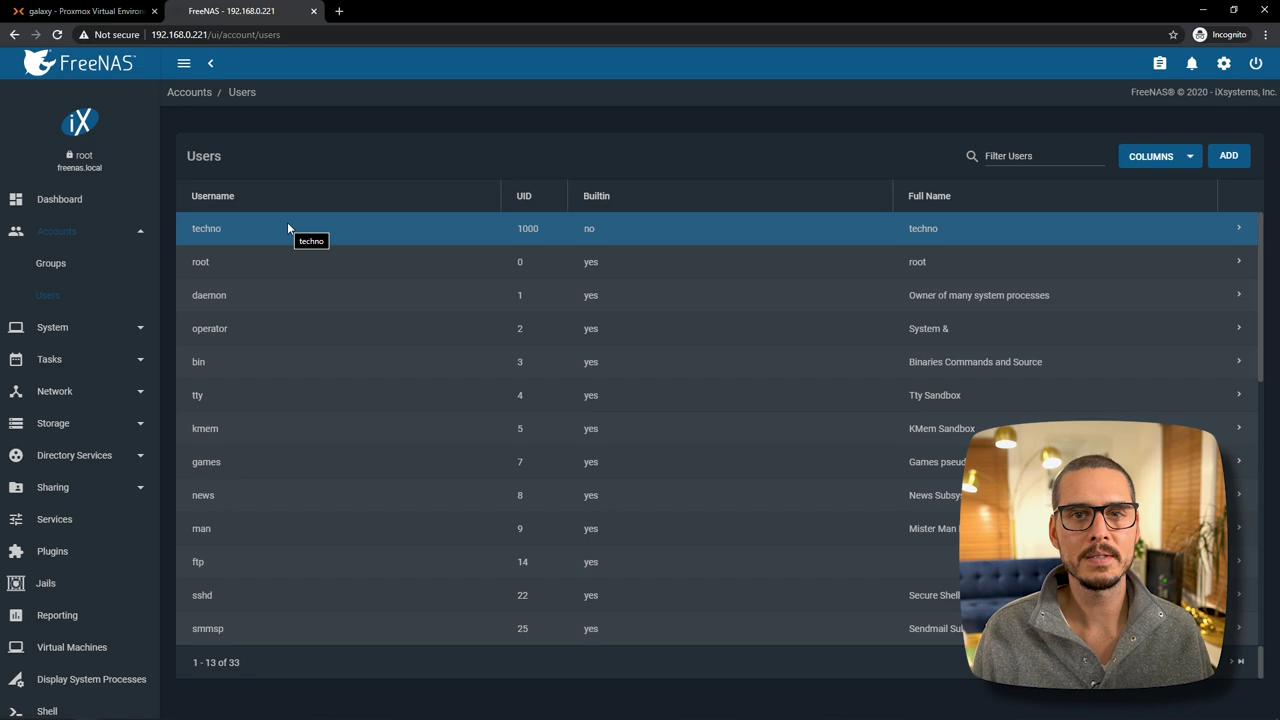 galaxy - Proxmox Virtual Environ
FreeNAS - 192.168.0.221
Not secure
192.168.0.221/ui/account/users
Incognito
FreeNAS
Accounts / Users
FreeNAS® © 2020 - iXsystems, Inc.
iX
root
freenas.local
Dashboard
Accounts
Groups
Users
System
Tasks
Network
Storage
Directory Services
Sharing
Services
Plugins
Jails
Reporting
Virtual Machines
Display System Processes
Shell
Users
Filter Users
COLUMNS
ADD
Username UID Builtin Full Name
techno 1000 no techno
techno
root 0 yes root
daemon 1 yes Owner of many system processes
operator 2 yes System &
bin 3 yes Binaries Commands and Source
tty 4 yes Tty Sandbox
kmem 5 yes KMem Sandbox
games 7 yes Games pseud
news 8 yes News Subsy
man 9 yes Mister Man
ftp 14 yes
sshd 22 yes Secure Shell
smmsp 25 yes Sendmail Su
1 - 13 of 33